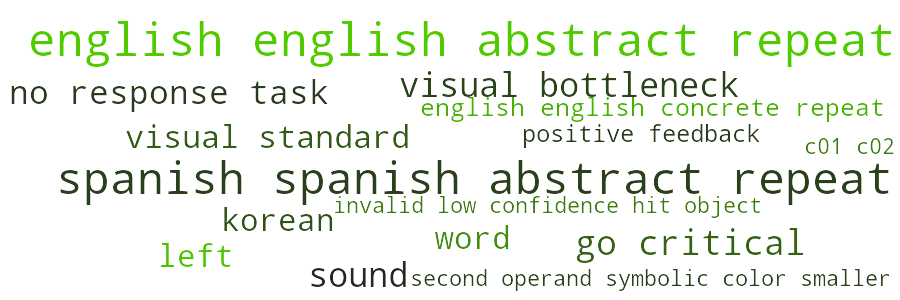 english english abstract repeat
no response task
visual bottleneck
english english concrete repeat
visual standard
positive feedback
c01 c02
spanish spanish abstract repeat
invalid low confidence hit object
korean
word
go critical
left
sound
second operand symbolic color smaller